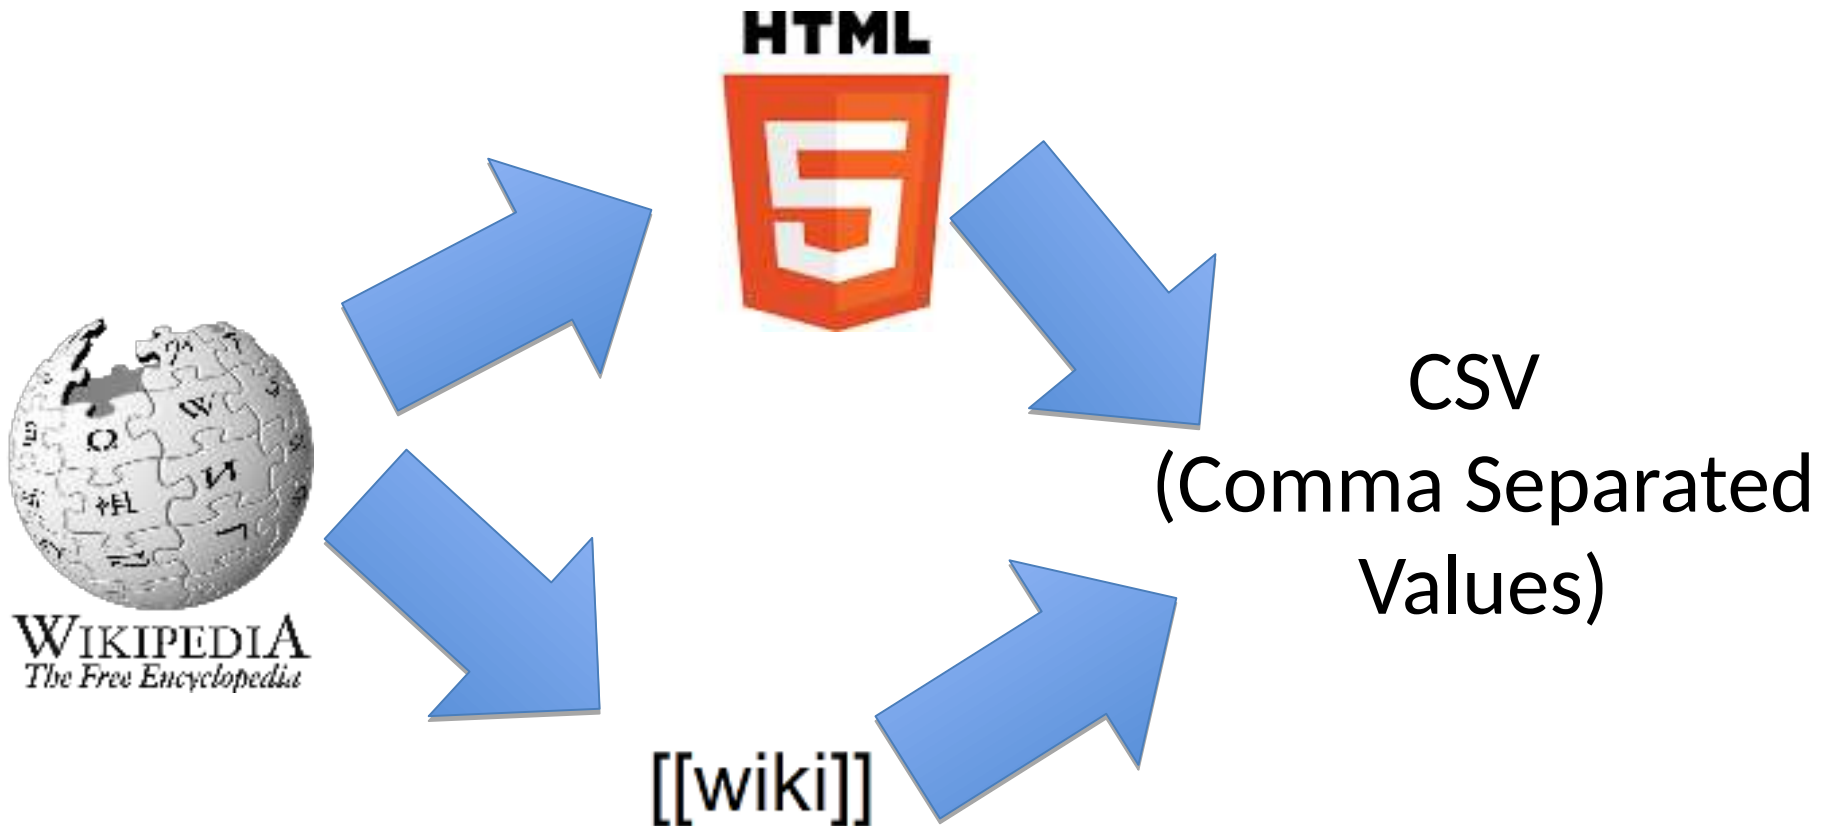 HTML
5
WIKIPEDIA
The Free Encyclopedia
[[wiki]]
CSV
(Comma Separated
Values)